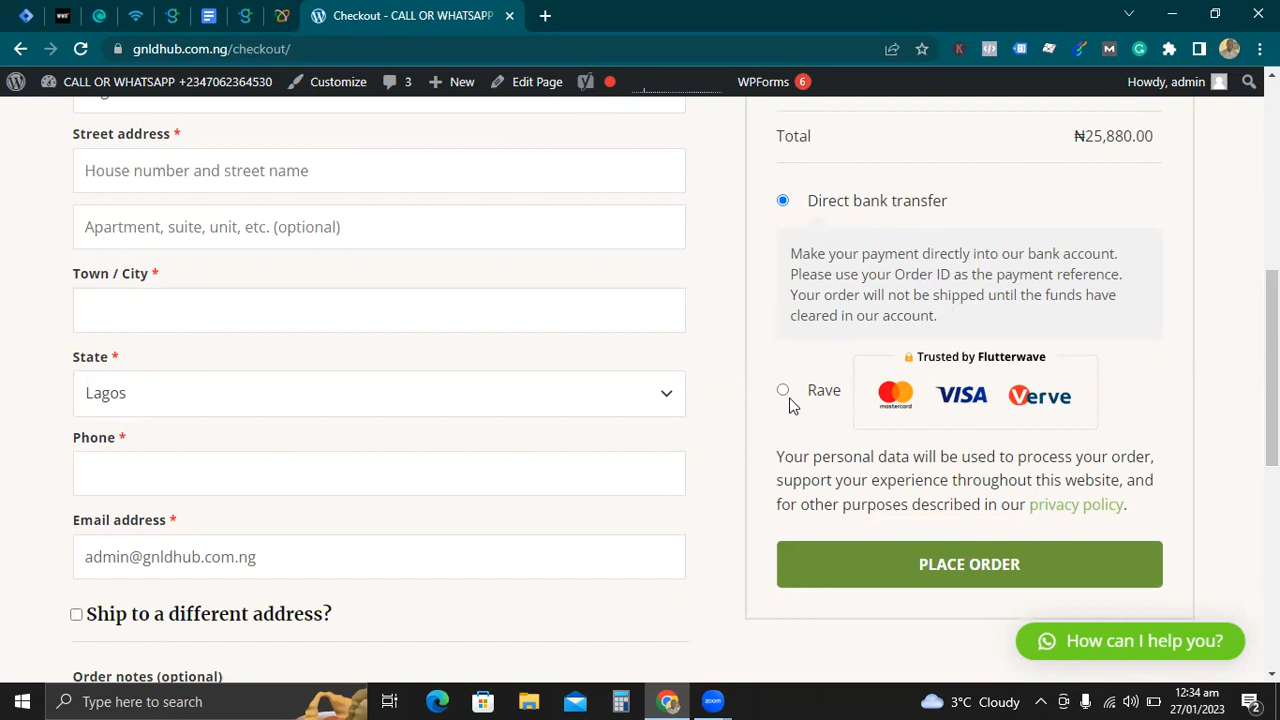 Checkout - CALL OR WHATSAPP
gnldhub.com.ng/checkout/
CALL OR WHATSAPP +2347062364530
Customize
3
New
Edit Page
WPForms 6
Howdy, admin
Street address *
House number and street name
Apartment, suite, unit, etc. (optional)
Town / City *
State *
Lagos
Phone *
Email address *
admin@gnldhub.com.ng
Ship to a different address?
Order notes (optional)
Total ₦25,880.00
Direct bank transfer
Make your payment directly into our bank account.
Please use your Order ID as the payment reference.
Your order will not be shipped until the funds have
cleared in our account.
Trusted by Flutterwave
Rave
mastercard VISA Verve
Your personal data will be used to process your order,
support your experience throughout this website, and
for other purposes described in our privacy policy.
PLACE ORDER
How can I help you?
Type here to search
zoom
3°C Cloudy
12:34 am
27/01/2023
2